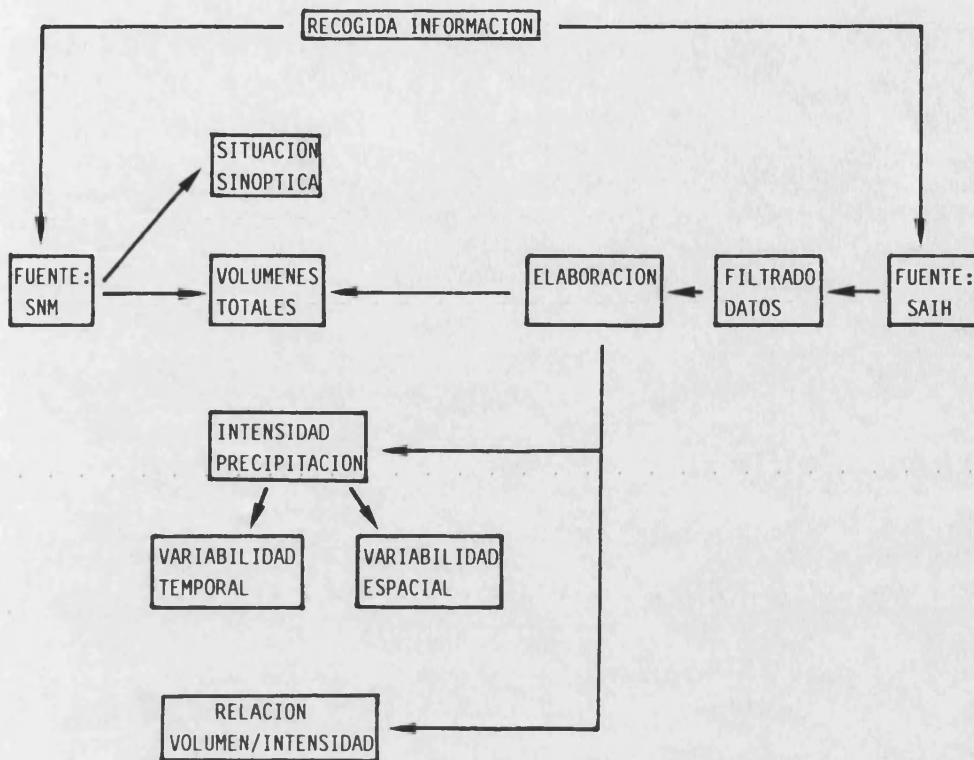 RECOGIDA INFORMACION
SITUACION
SINOPTICA
FUENTE:
SNM
VOLUMENES
TOTALES
ELABORACION
FILTRADO
DATOS
FUENTE:
SAIH
INTENSIDAD
PRECIPITACION
VARIABILIDAD
TEMPORAL
VARIABILIDAD
ESPACIAL
RELACION
VOLUMEN/INTENSIDAD